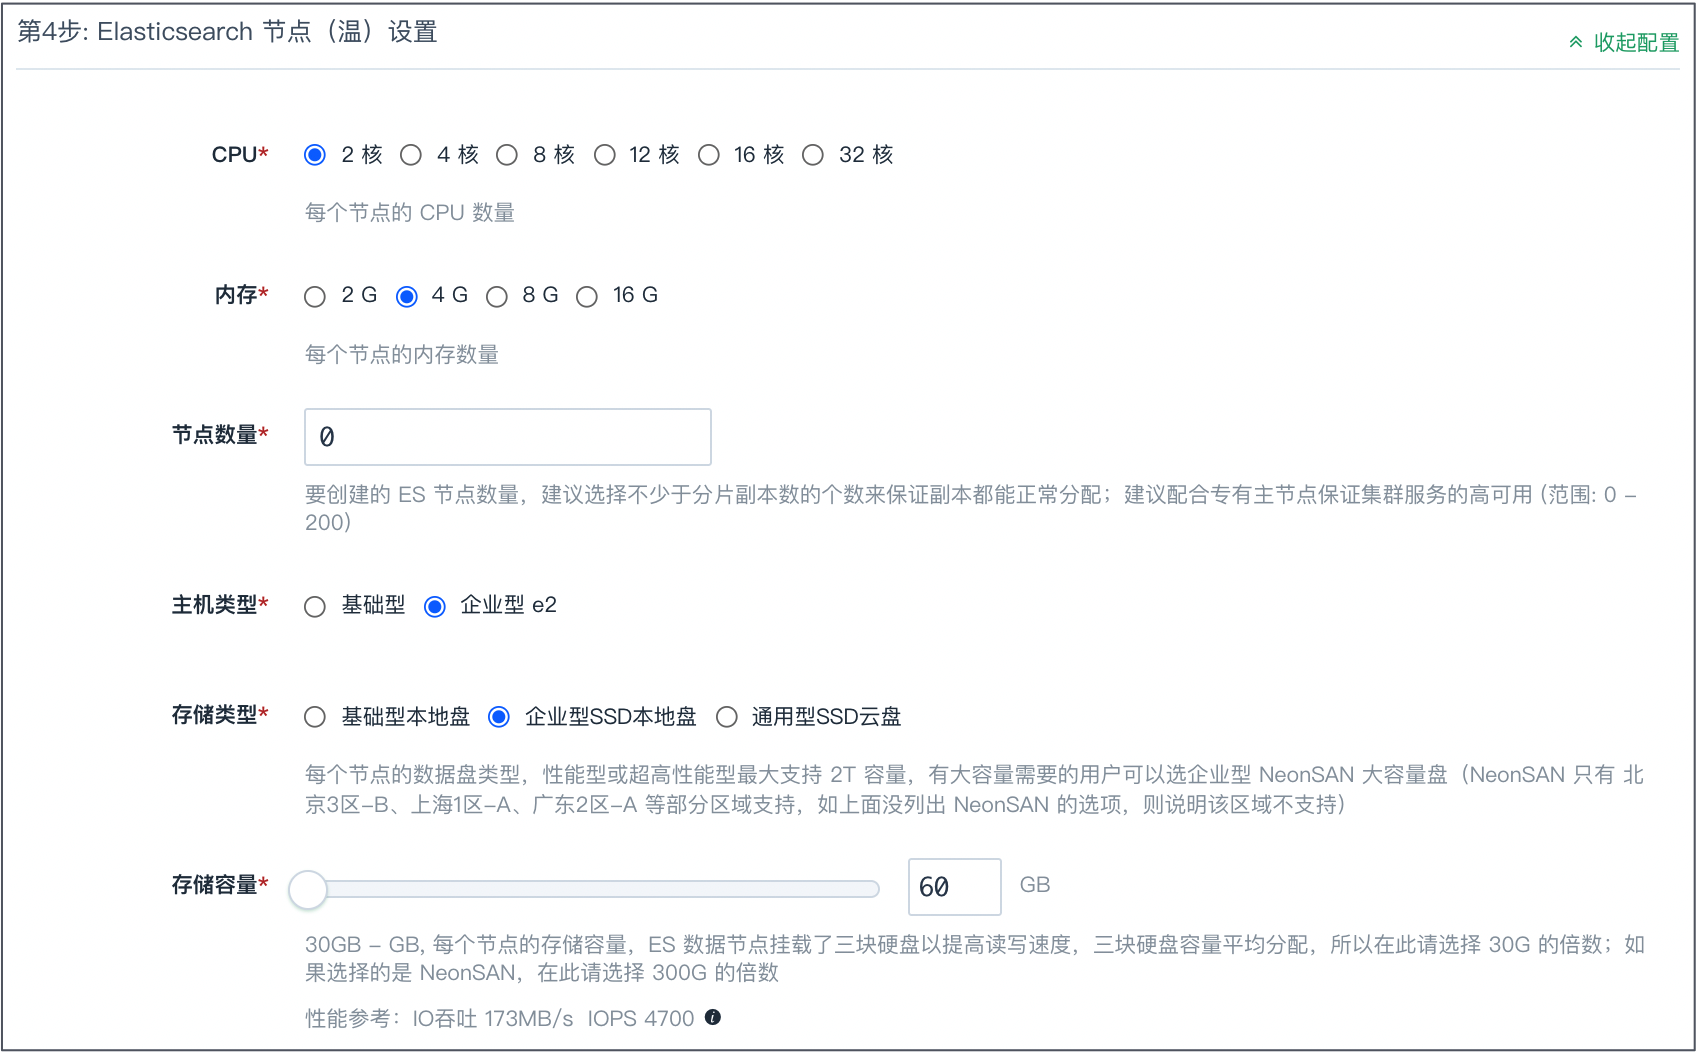 第4步: Elasticsearch 节点（温）设置
收起配置
CPU* 2 核 4 核 8 核 12 核 16 核 32 核
每个节点的 CPU 数量
内存* 2 G 4 G 8 G 16 G
每个节点的内存数量
节点数量* 0
要创建的 ES 节点数量，建议选择不少于分片副本数的个数来保证副本都能正常分配；建议配合专有主节点保证集群服务的高可用 (范围: 0 –
200)
主机类型* 基础型 企业型 e2
存储类型* 基础型本地盘 企业型SSD本地盘 通用型SSD云盘
每个节点的数据盘类型，性能型或超高性能型最大支持 2T 容量，有大容量需要的用户可以选企业型 NeonSAN 大容量盘（NeonSAN 只有 北
京3区–B、上海1区–A、广东2区–A 等部分区域支持，如上面没列出 NeonSAN 的选项，则说明该区域不支持）
存储容量* 60 GB
30GB – GB, 每个节点的存储容量，ES 数据节点挂载了三块硬盘以提高读写速度，三块硬盘容量平均分配，所以在此请选择 30G 的倍数；如
果选择的是 NeonSAN，在此请选择 300G 的倍数
性能参考：IO吞吐 173MB/s IOPS 4700